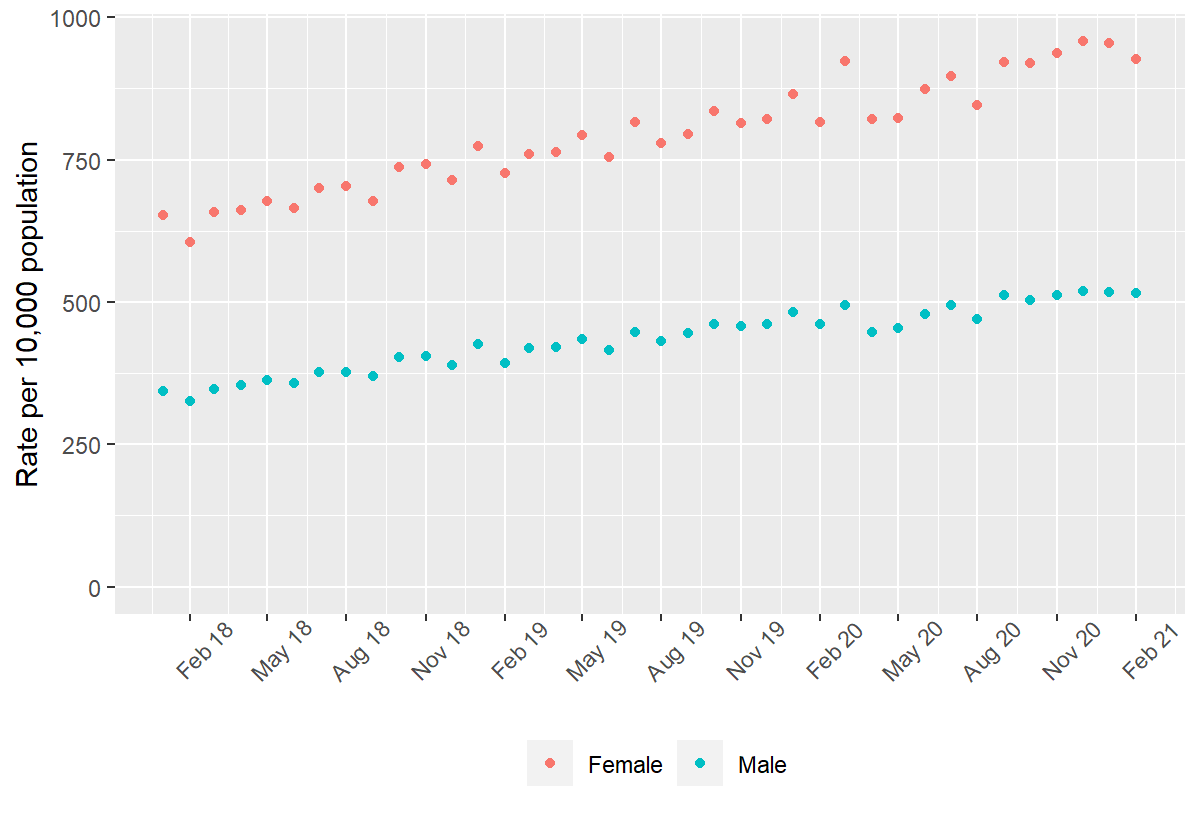 1000
750
500
250
0
Rate per 10,000 population
Feb 18
May 18
Aug 18
Nov 18
Feb 19
May 19
Aug 19
Nov 19
Feb 20
May 20
Aug 20
Nov 20
Feb 21
Female
Male